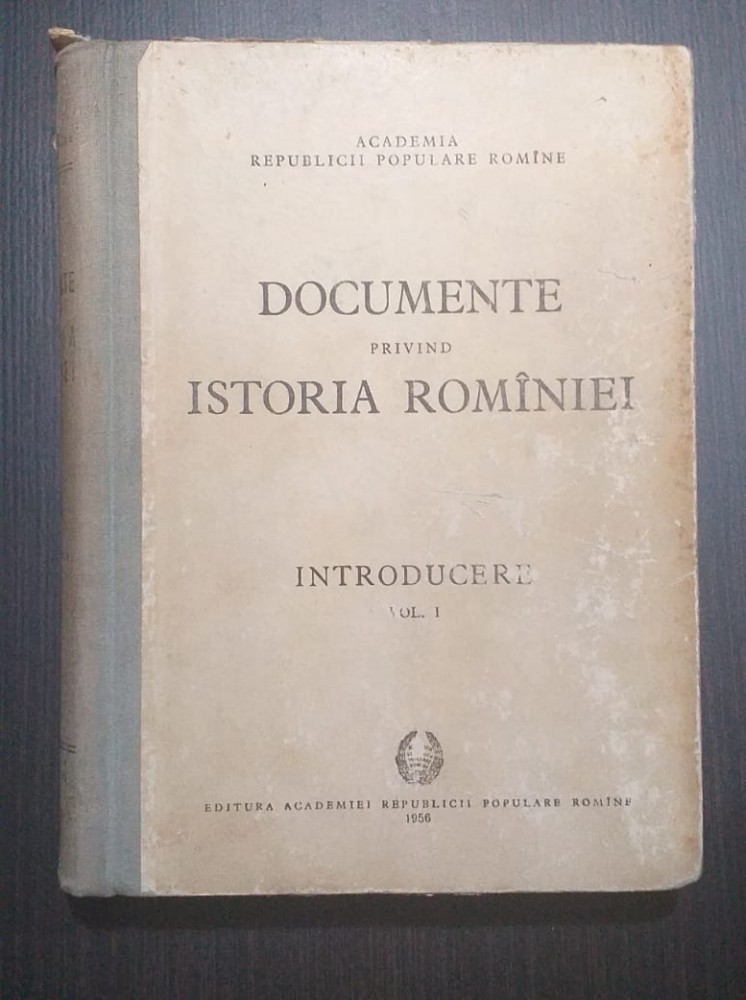 ACADEMIA
REPUBLICII POPULARE ROMÎNE
DOCUMENTE
PRIVIND
ISTORIA ROMÎNIEI
INTRODUCERE
VOL. I
EDITURA ACADEMIEI REPUBLICII POPULARE ROMÎNE
1956